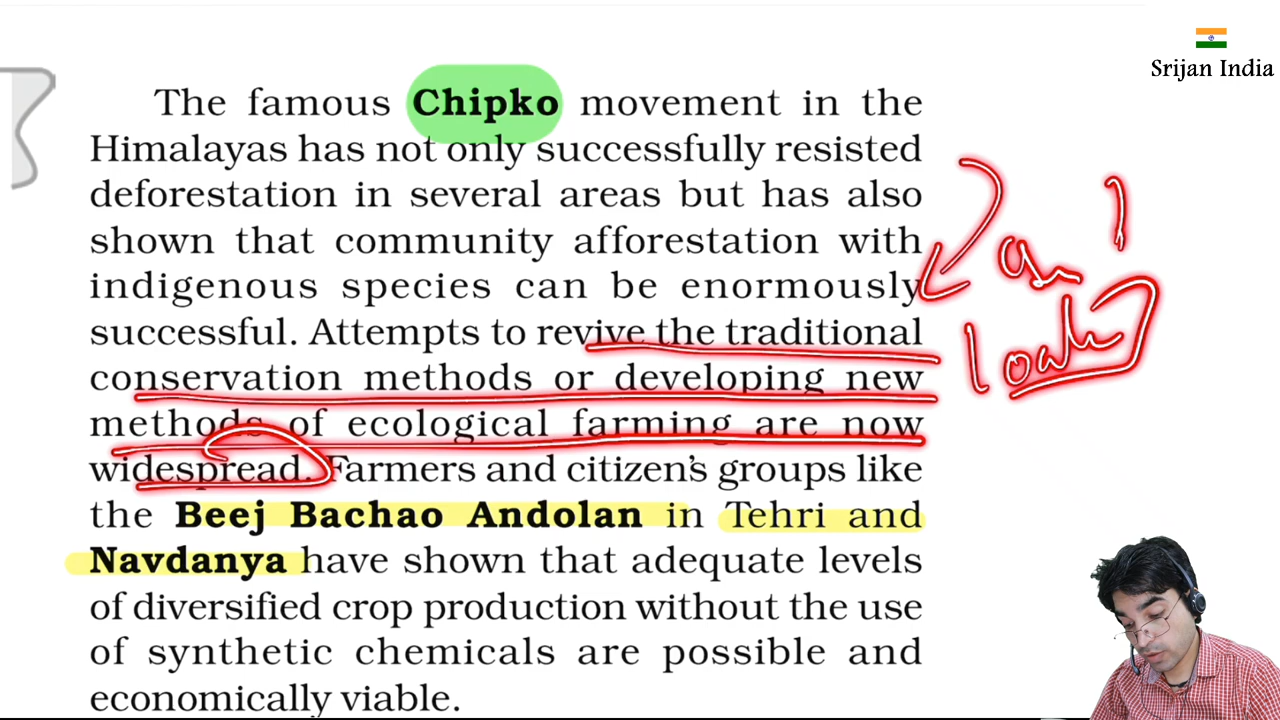 Srijan India
The famous Chipko movement in the
Himalayas has not only successfully resisted
deforestation in several areas but has also
shown that community afforestation with
indigenous species can be enormously
successful. Attempts to revive the traditional
conservation methods or developing new
methods of ecological farming are now
widespread. Farmers and citizen's groups like
the Beej Bachao Andolan in Tehri and
Navdanya have shown that adequate levels
of diversified crop production without the use
of synthetic chemicals are possible and
economically viable.